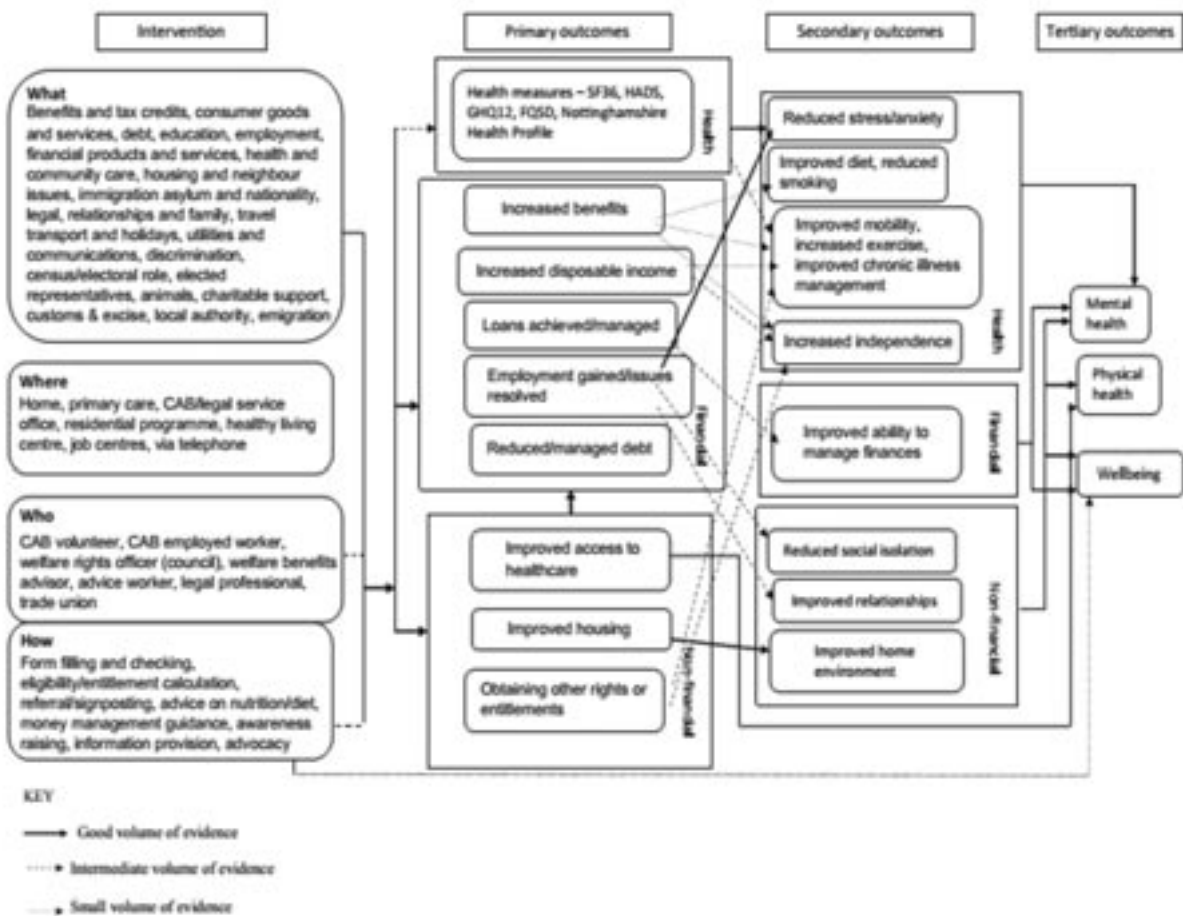 Intervention
Primary outcomes
Secondary outcomes
Tertiary outcomes
What
Benefits and tax credits, consumer goods
and services, debt, education, employment,
financial products and services, health and
community care, housing and neighbour
issues, immigration asylum and nationality,
legal, relationships and family, travel
transport and holidays, utilities and
communications, discrimination,
census/electoral role, elected
representatives, animals, charitable support,
customs & excise, local authority, emigration
Where
Home, primary care, CAB/legal service
office, residential programme, healthy living
centre, job centres, via telephone
Who
CAB volunteer, CAB employed worker,
welfare rights officer (council), welfare benefits
advisor, advice worker, legal professional,
trade union
How
Form filling and checking,
eligibility/entitlement calculation,
referral/signposting, advice on nutrition/diet,
money management guidance, awareness
raising, information provision, advocacy
Health measures – SF36, HADS,
GHQ12, FQSD, Nottinghamshire
Health Profile
Health
Increased benefits
Increased disposable income
Loans achieved/managed
Employment gained/issues
resolved
Reduced/managed debt
Financial
Improved access to
healthcare
Improved housing
Obtaining other rights or
entitlements
Non-financial
Reduced stress/anxiety
Improved diet, reduced
smoking
Improved mobility,
increased exercise,
improved chronic illness
management
Increased independence
Health
Improved ability to
manage finances
Financial
Reduced social isolation
Improved relationships
Improved home
environment
Non-financial
Mental
health
Physical
health
Wellbeing
KEY
Good volume of evidence
Intermediate volume of evidence
Small volume of evidence